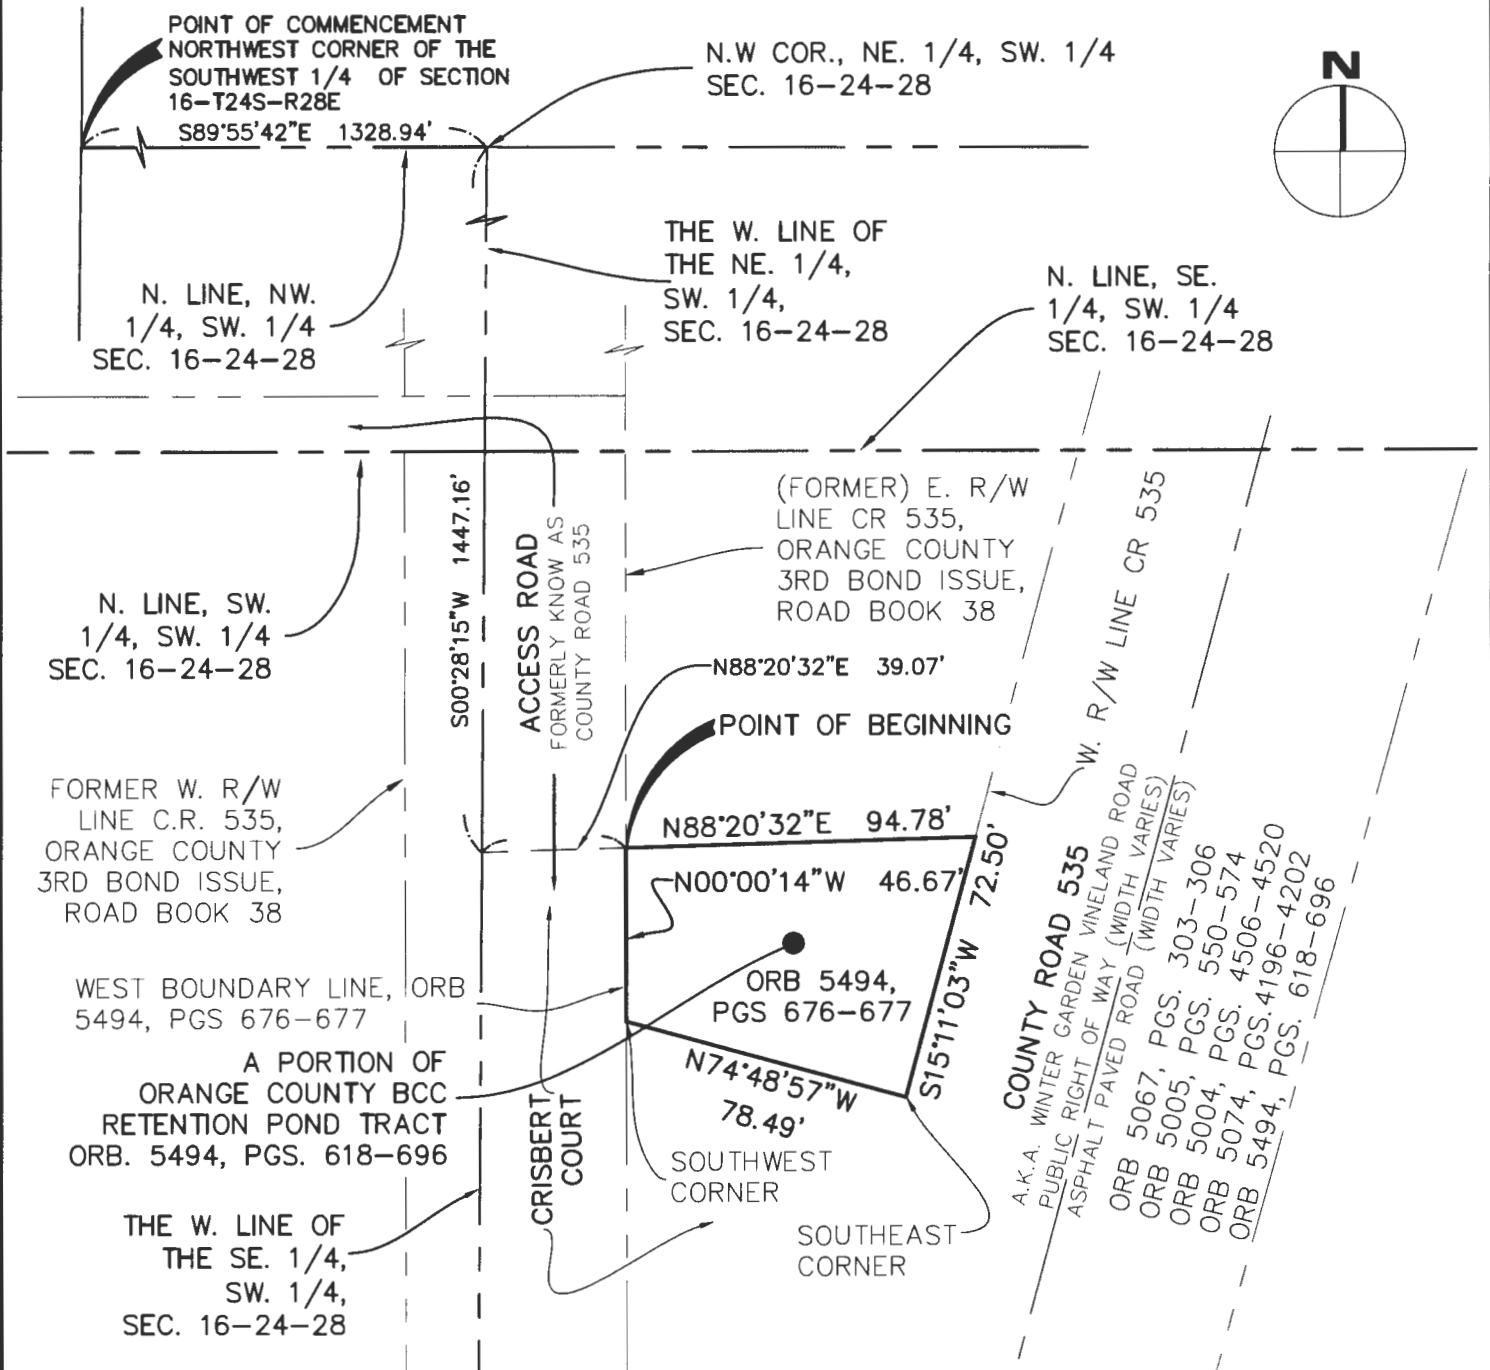 POINT OF COMMENCEMENT
NORTHWEST CORNER OF THE
SOUTHWEST 1/4 OF SECTION
16-T24S-R28E
S89°55'42"E 1328.94'
N.W COR., NE. 1/4, SW. 1/4
SEC. 16-24-28
N
N. LINE, NW.
1/4, SW. 1/4
SEC. 16-24-28
THE W. LINE OF
THE NE. 1/4,
SW. 1/4,
SEC. 16-24-28
N. LINE, SE.
1/4, SW. 1/4
SEC. 16-24-28
N. LINE, SW.
1/4, SW. 1/4
SEC. 16-24-28
S00°28'15"W 1447.16'
ACCESS ROAD
FORMERLY KNOW AS
COUNTY ROAD 535
(FORMER) E. R/W
LINE CR 535,
ORANGE COUNTY
3RD BOND ISSUE,
ROAD BOOK 38
W. R/W LINE CR 535
N88°20'32"E 39.07'
POINT OF BEGINNING
FORMER W. R/W
LINE C.R. 535,
ORANGE COUNTY
3RD BOND ISSUE,
ROAD BOOK 38
N88°20'32"E 94.78'
N00°00'14"W 46.67'
S15°11'03"W 72.50'
ORB 5494,
PGS 676-677
N74°48'57"W
78.49'
WEST BOUNDARY LINE, ORB
5494, PGS 676-677
A PORTION OF
ORANGE COUNTY BCC
RETENTION POND TRACT
ORB. 5494, PGS. 618-696
CRISBERT
COURT
SOUTHWEST
CORNER
SOUTHEAST
CORNER
THE W. LINE OF
THE SE. 1/4,
SW. 1/4,
SEC. 16-24-28
COUNTY ROAD 535
A.K.A. WINTER GARDEN VINELAND ROAD
PUBLIC RIGHT OF WAY (WIDTH VARIES)
ASPHALT PAVED ROAD (WIDTH VARIES)
ORB 5067, PGS. 303-306
ORB 5005, PGS. 550-574
ORB 5004, PGS. 4506-4520
ORB 5074, PGS.4196-4202
ORB 5494, PGS. 618-696